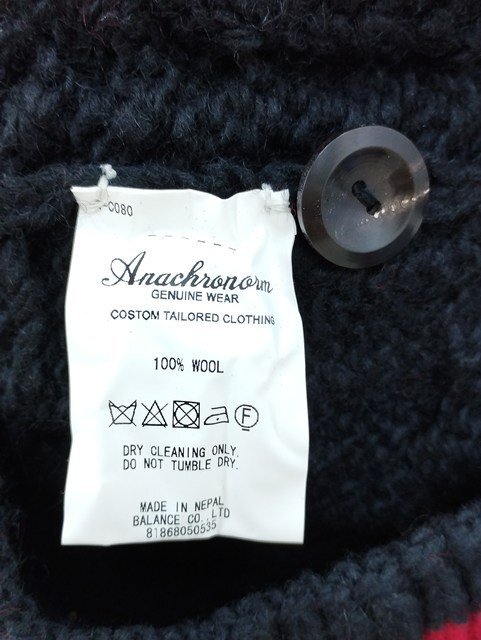 -C080
Anachronorm
GENUINE WEAR
COSTOM TAILORED CLOTHING
100% WOOL
F
DRY CLEANING ONLY.
DO NOT TUMBLE DRY.
MADE IN NEPAL
BALANCE CO.,LTD
81868050535